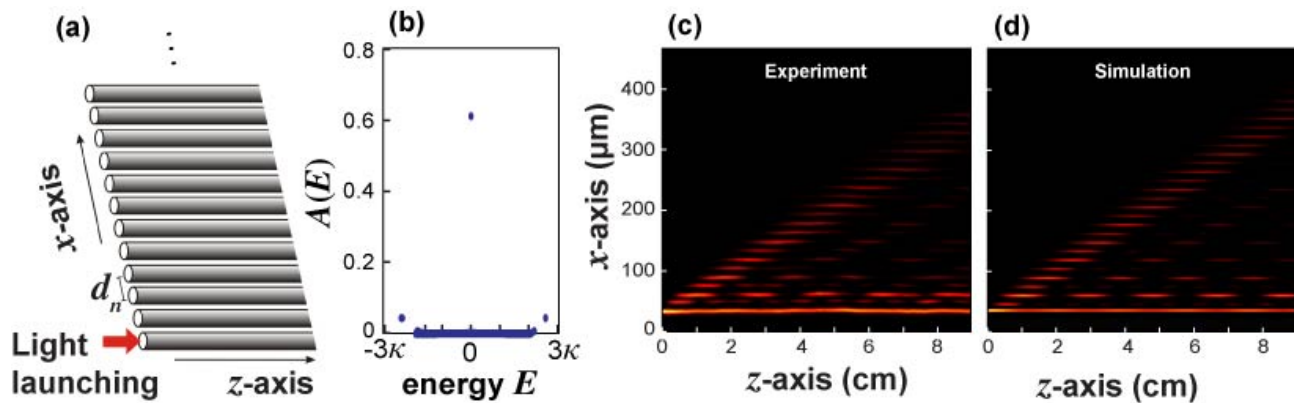 (a)
x-axis
dn
Light
launching
z-axis
(b)
0.8
0.6
0.4
0.2
0
A(E)
-3κ 0 3κ
energy E
(c)
Experiment
400
300
200
100
0
x-axis (μm)
0 2 4 6 8
z-axis (cm)
(d)
Simulation
0 2 4 6 8
z-axis (cm)